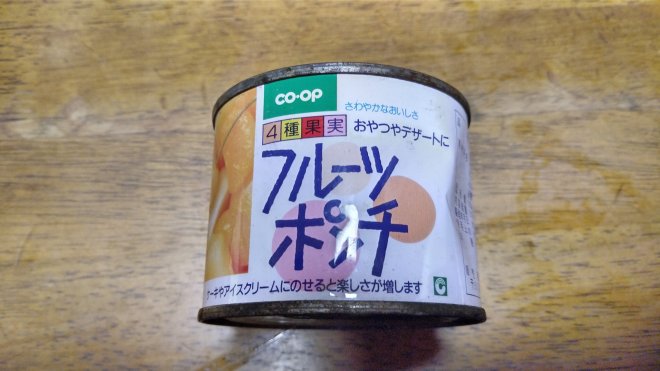 co·op
さわやかなおいしさ
4種果実
おやつやデザートに
フルーツ
ポンチ
ケーキやアイスクリームにのせると楽しさが増します